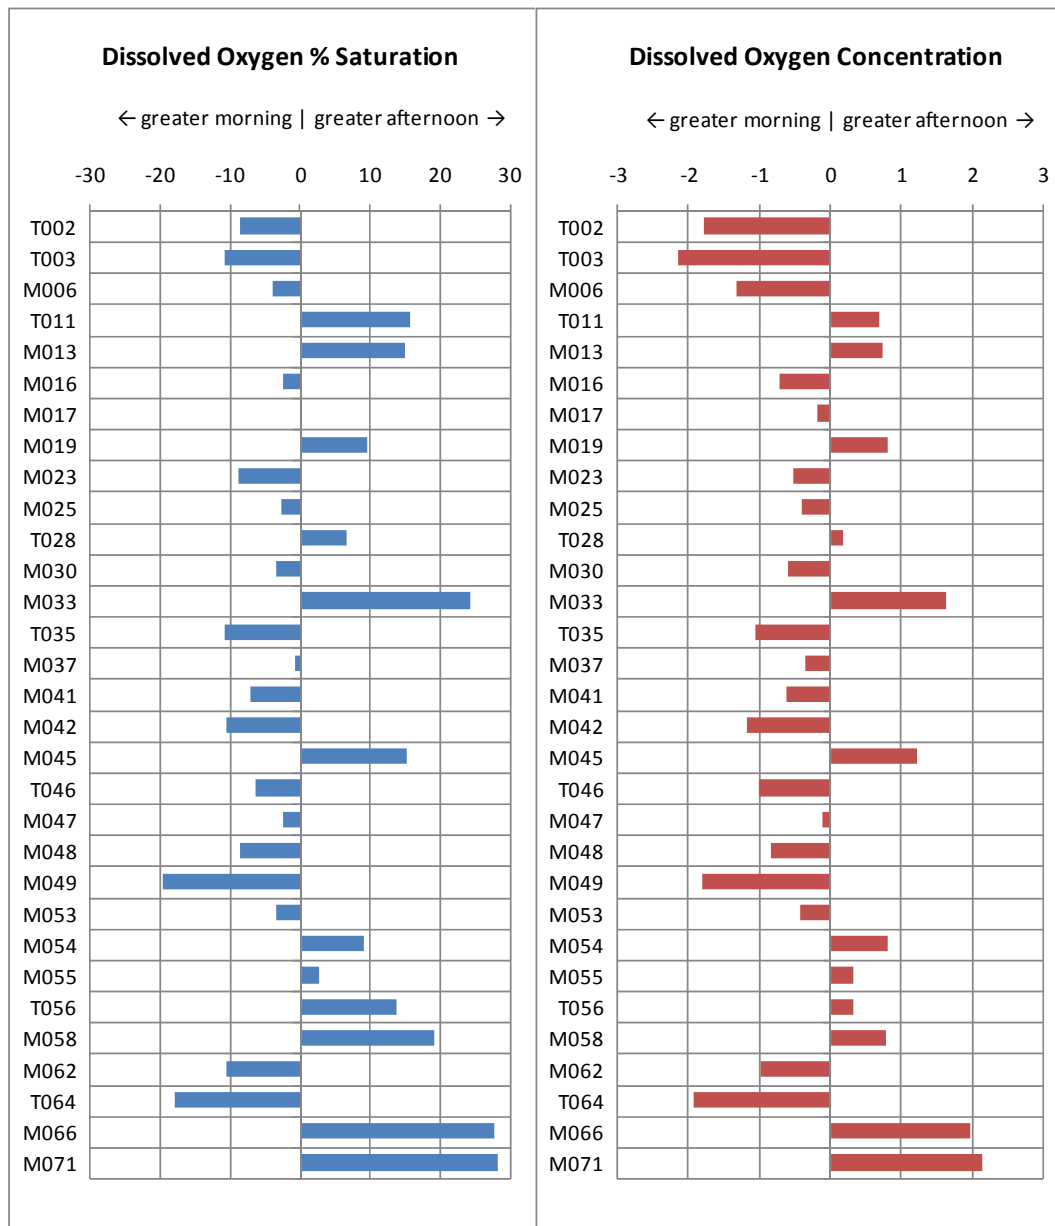 Dissolved Oxygen % Saturation
← greater morning | greater afternoon →
-30 -20 -10 0 10 20 30
T002
T003
M006
T011
M013
M016
M017
M019
M023
M025
T028
M030
M033
T035
M037
M041
M042
M045
T046
M047
M048
M049
M053
M054
M055
T056
M058
M062
T064
M066
M071
Dissolved Oxygen Concentration
← greater morning | greater afternoon →
-3 -2 -1 0 1 2 3
T002
T003
M006
T011
M013
M016
M017
M019
M023
M025
T028
M030
M033
T035
M037
M041
M042
M045
T046
M047
M048
M049
M053
M054
M055
T056
M058
M062
T064
M066
M071